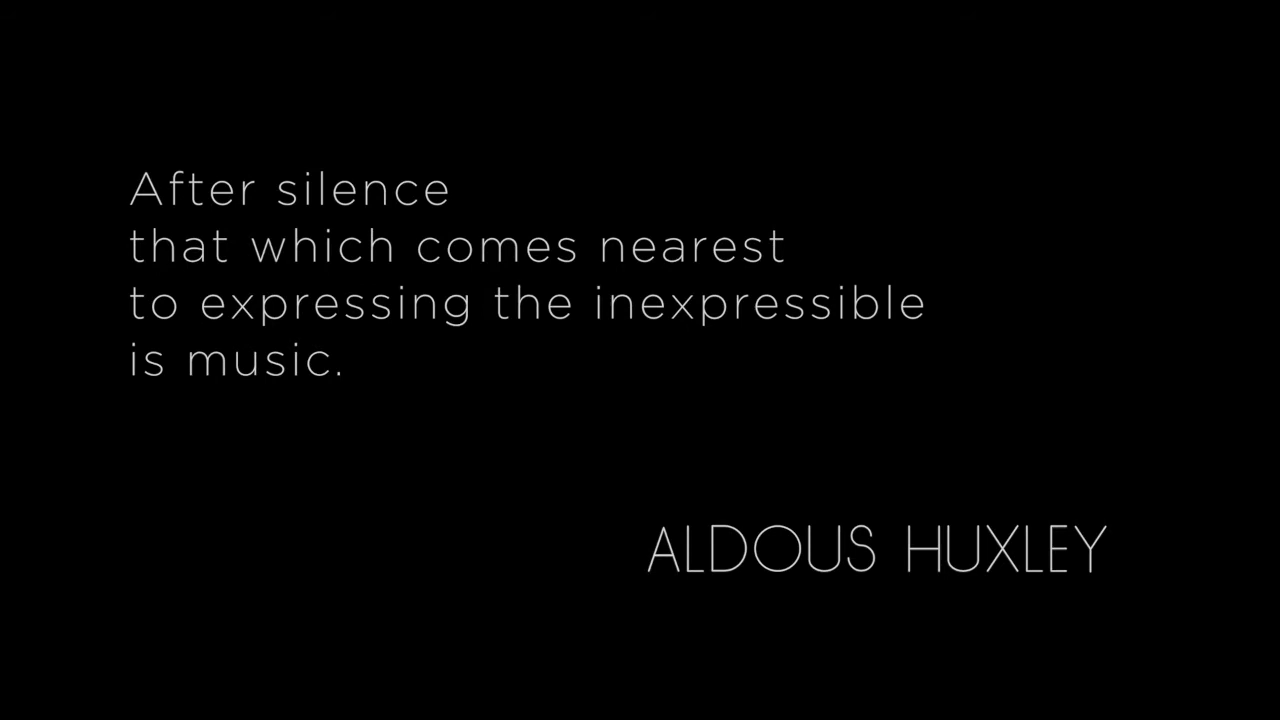 After silence
that which comes nearest
to expressing the inexpressible
is music.
ALDOUS HUXLEY